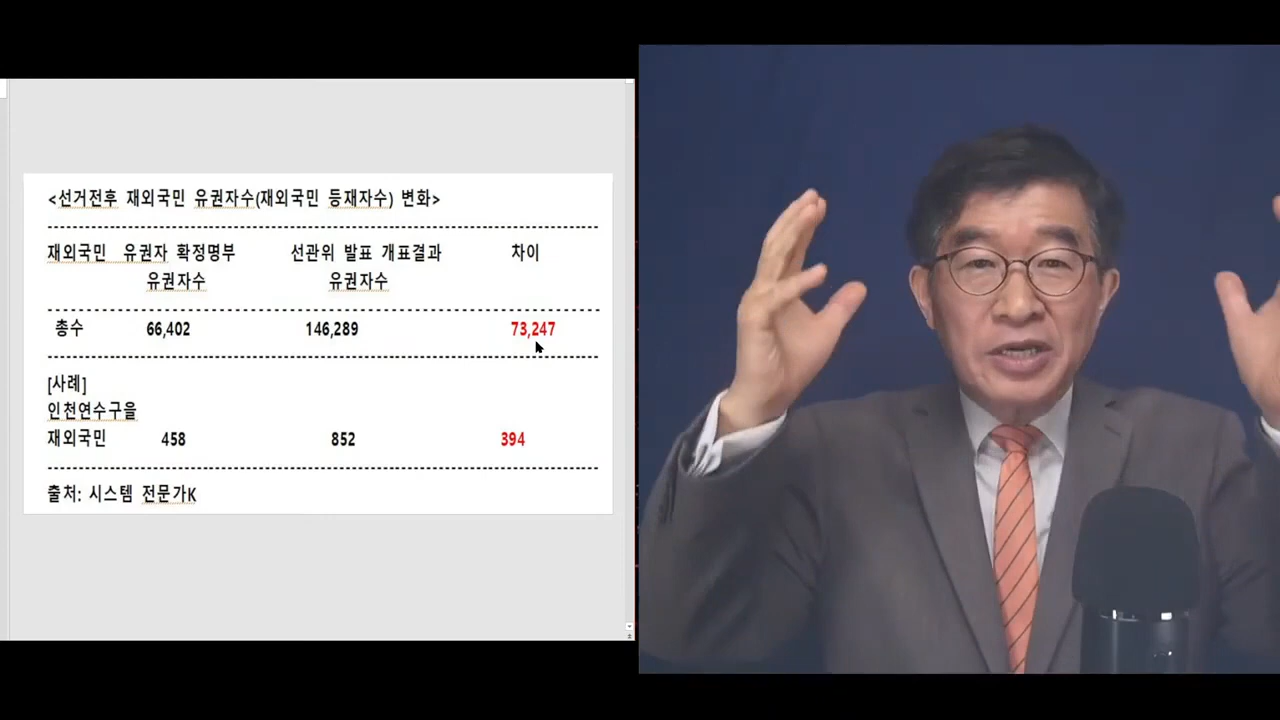 <선거전후 재외국민 유권자수(재외국민 등재자수) 변화>
재외국민 유권자 확정명부 선관위 발표 개표결과 차이
유권자수 유권자수
총수 66,402 146,289 73,247
[사례]
인천연수구을
재외국민 458 852 394
출처: 시스템 전문가K